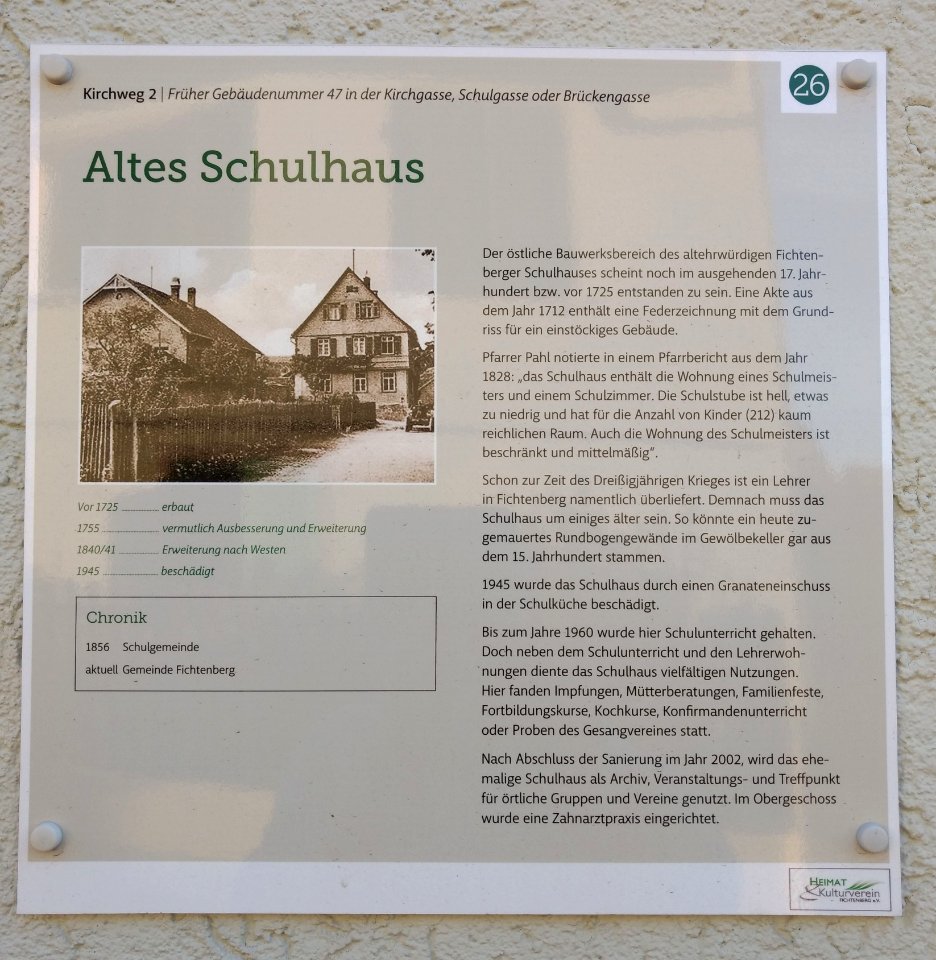 Kirchweg 2 | Früher Gebäudenummer 47 in der Kirchgasse, Schulgasse oder Brückengasse
26
Altes Schulhaus
Vor 1725 ............... erbaut
1755 ....................... vermutlich Ausbesserung und Erweiterung
1840/41 ................ Erweiterung nach Westen
1945 ...................... beschädigt
Chronik
1856 Schulgemeinde
aktuell Gemeinde Fichtenberg
Der östliche Bauwerksbereich des altehrwürdigen Fichten-
berger Schulhauses scheint noch im ausgehenden 17. Jahr-
hundert bzw. vor 1725 entstanden zu sein. Eine Akte aus
dem Jahr 1712 enthält eine Federzeichnung mit dem Grund-
riss für ein einstöckiges Gebäude.
Pfarrer Pahl notierte in einem Pfarrbericht aus dem Jahr
1828: „das Schulhaus enthält die Wohnung eines Schulmeis-
ters und einem Schulzimmer. Die Schulstube ist hell, etwas
zu niedrig und hat für die Anzahl von Kinder (212) kaum
reichlichen Raum. Auch die Wohnung des Schulmeisters ist
beschränkt und mittelmäßig“.
Schon zur Zeit des Dreißigjährigen Krieges ist ein Lehrer
in Fichtenberg namentlich überliefert. Demnach muss das
Schulhaus um einiges älter sein. So könnte ein heute zu-
gemauertes Rundbogengewände im Gewölbekeller gar aus
dem 15. Jahrhundert stammen.
1945 wurde das Schulhaus durch einen Granateneinschuss
in der Schulküche beschädigt.
Bis zum Jahre 1960 wurde hier Schulunterricht gehalten.
Doch neben dem Schulunterricht und den Lehrerwoh-
nungen diente das Schulhaus vielfältigen Nutzungen.
Hier fanden Impfungen, Mütterberatungen, Familienfeste,
Fortbildungskurse, Kochkurse, Konfirmandenunterricht
oder Proben des Gesangvereines statt.
Nach Abschluss der Sanierung im Jahr 2002, wird das ehe-
malige Schulhaus als Archiv, Veranstaltungs- und Treffpunkt
für örtliche Gruppen und Vereine genutzt. Im Obergeschoss
wurde eine Zahnarztpraxis eingerichtet.
HEIMAT
Kulturverein
FICHTENBERG e.V.